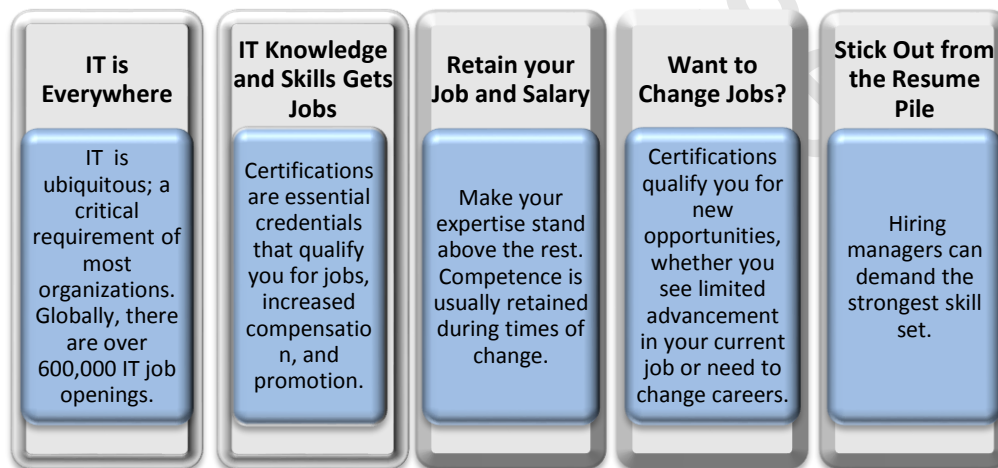 IT is
Everywhere
IT is
ubiquitous; a
critical
requirement of
most
organizations.
Globally, there
are over
600,000 IT job
openings.
IT Knowledge
and Skills Gets
Jobs
Certifications
are essential
credentials
that qualify
you for jobs,
increased
compensatio
n, and
promotion.
Retain your
Job and Salary
Make your
expertise stand
above the rest.
Competence is
usually retained
during times of
change.
Want to
Change Jobs?
Certifications
qualify you for
new
opportunities,
whether you
see limited
advancement
in your current
job or need to
change careers.
Stick Out from
the Resume
Pile
Hiring
managers can
demand the
strongest skill
set.